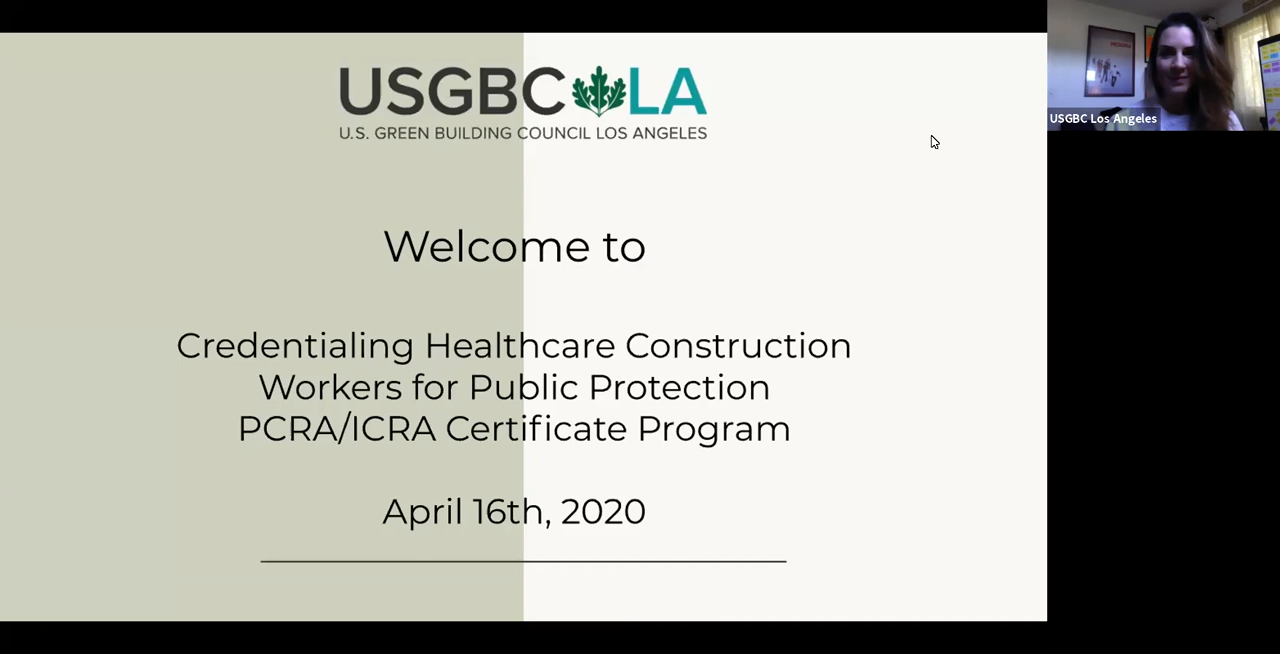 USGBC LA
U.S. GREEN BUILDING COUNCIL LOS ANGELES
Welcome to
Credentialing Healthcare Construction
Workers for Public Protection
PCRA/ICRA Certificate Program
April 16th, 2020
USGBC Los Angeles